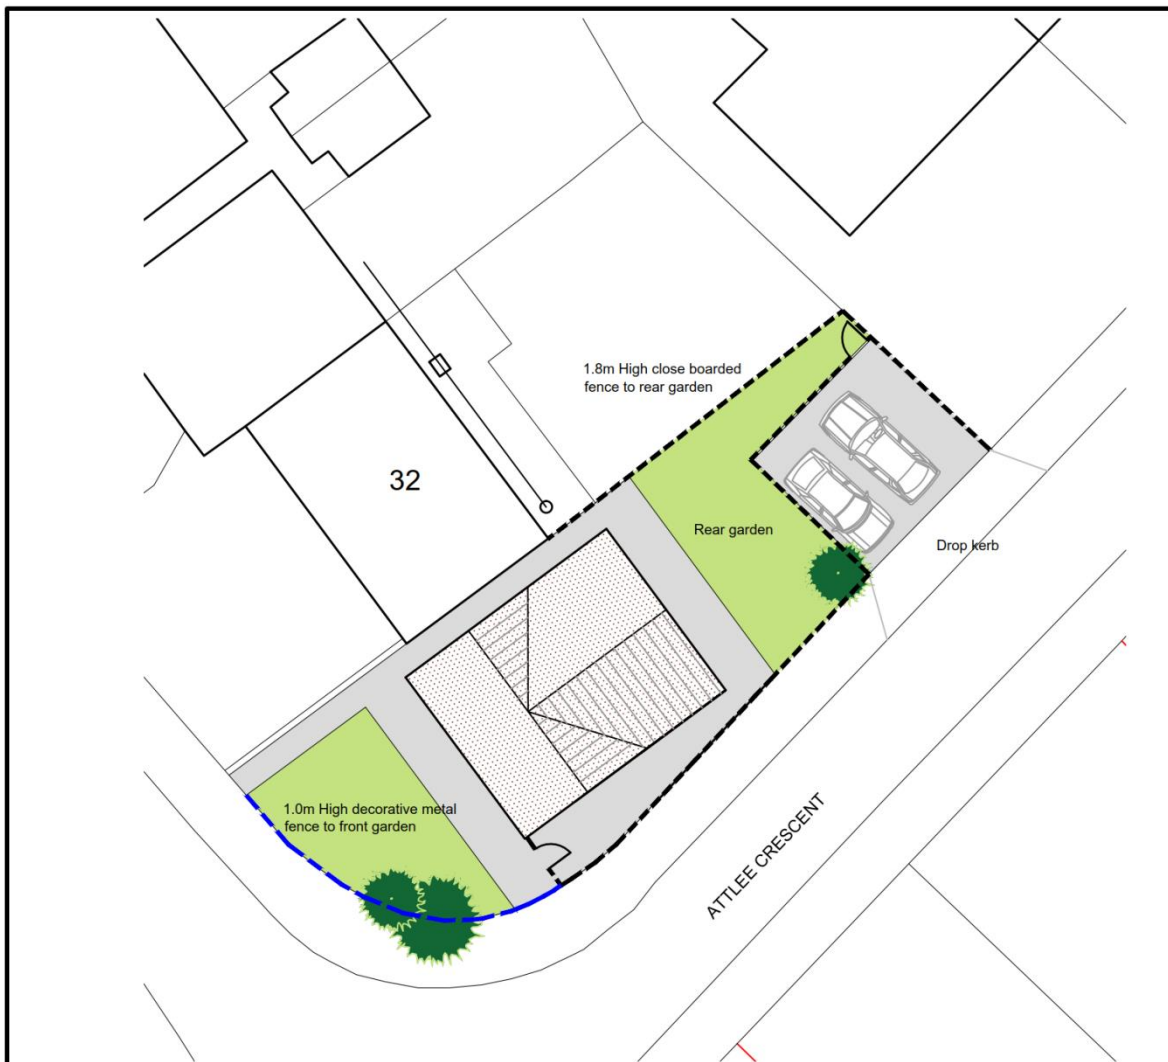 1.8m High close boarded
fence to rear garden
32
Rear garden
Drop kerb
1.0m High decorative metal
fence to front garden
ATTLEE CRESCENT